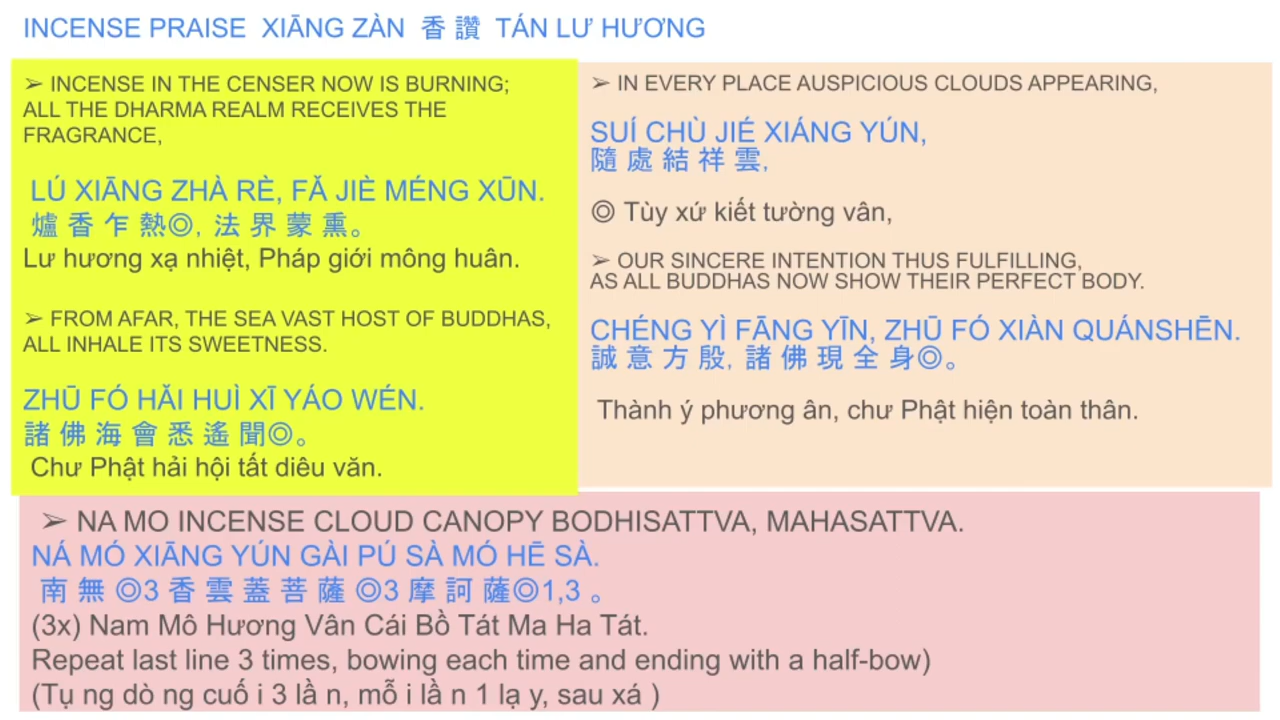 INCENSE PRAISE XIĀNG ZÀN 香 讚 TÁN LƯ HƯƠNG
➢ INCENSE IN THE CENSER NOW IS BURNING;
ALL THE DHARMA REALM RECEIVES THE
FRAGRANCE,
LÚ XIĀNG ZHÀ RÈ, FǍ JIÈ MÉNG XŪN.
爐 香 乍 熱◎, 法 界 蒙 熏。
Lư hương xạ nhiệt, Pháp giới mông huân.
➢ FROM AFAR, THE SEA VAST HOST OF BUDDHAS,
ALL INHALE ITS SWEETNESS.
ZHŪ FÓ HǍI HUÌ XĪ YÁO WÉN.
諸 佛 海 會 悉 遙 聞◎。
Chư Phật hải hội tất diêu văn.
➢ IN EVERY PLACE AUSPICIOUS CLOUDS APPEARING,
SUÍ CHÙ JIÉ XIÁNG YÚN,
隨 處 結 祥 雲,
◎ Tùy xứ kiết tường vân,
➢ OUR SINCERE INTENTION THUS FULFILLING,
AS ALL BUDDHAS NOW SHOW THEIR PERFECT BODY.
CHÉNG YÌ FĀNG YĪN, ZHŪ FÓ XIÀN QUÁNSHĒN.
誠 意 方 殷, 諸 佛 現 全 身◎。
Thành ý phương ân, chư Phật hiện toàn thân.
➢ NA MO INCENSE CLOUD CANOPY BODHISATTVA, MAHASATTVA.
NÁ MÓ XIĀNG YÚN GÀI PÚ SÀ MÓ HĒ SÀ.
南 無 ◎3 香 雲 蓋 菩 薩 ◎3 摩 訶 薩◎1,3 。
(3x) Nam Mô Hương Vân Cái Bồ Tát Ma Ha Tát.
Repeat last line 3 times, bowing each time and ending with a half-bow)
(Tụ ng dò ng cuố i 3 lầ n, mỗ i lầ n 1 lạ y, sau xá )